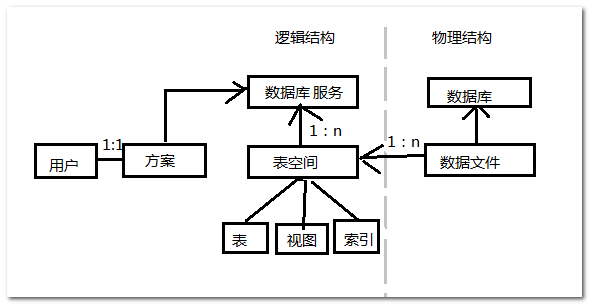 逻辑结构
物理结构
数据库 服务
数据库
1：n
1：n
1:1
用户
方案
表空间
数据文件
表
视图
索引